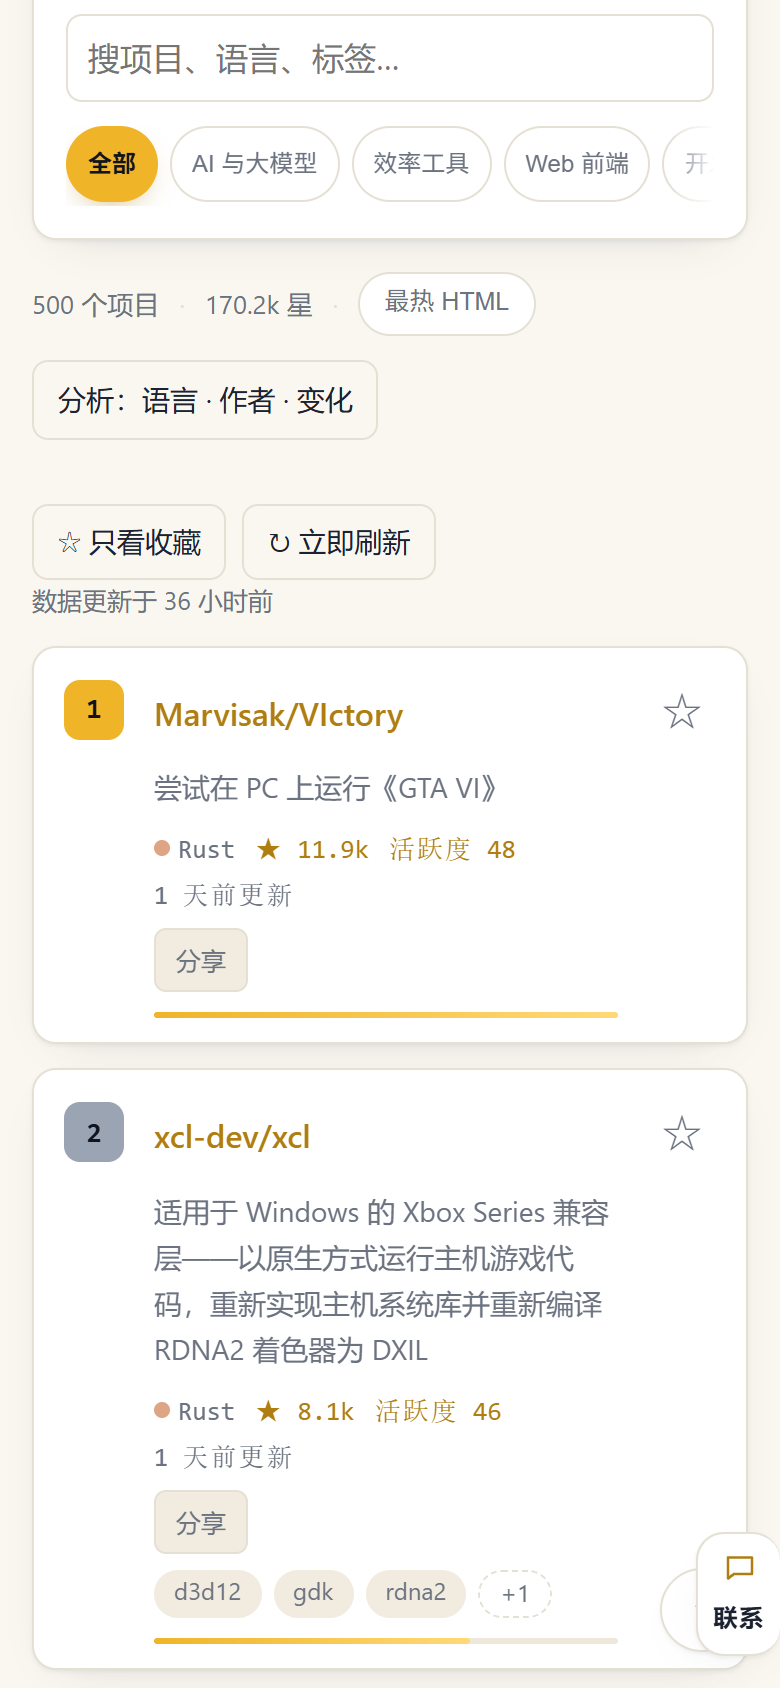 搜项目、语言、标签...
全部 AI 与大模型 效率工具 Web 前端 开
500 个项目 · 170.2k 星 · 最热 HTML
分析：语言 · 作者 · 变化
☆ 只看收藏 ↻ 立即刷新
数据更新于 36 小时前
1 Marvisak/VIctory ☆
尝试在 PC 上运行《GTA VI》
Rust ★ 11.9k 活跃度 48
1 天前更新
分享
2 xcl-dev/xcl ☆
适用于 Windows 的 Xbox Series 兼容
层——以原生方式运行主机游戏代
码，重新实现主机系统库并重新编译
RDNA2 着色器为 DXIL
Rust ★ 8.1k 活跃度 46
1 天前更新
分享
d3d12 gdk rdna2 +1
联系